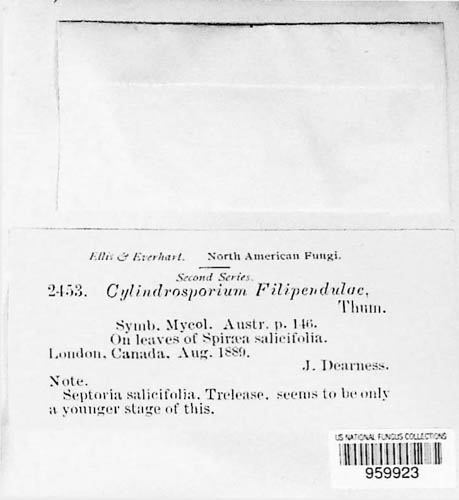 Ellis & Everhart. North American Fungi.
Second Series.
2453. Cylindrosporium Filipendulae,
Thum.
Symb. Mycol. Austr. p. 146.
On leaves of Spiræa salicifolia.
London, Canada, Aug. 1889.
J. Dearness.
Note.
Septoria salicifolia, Trelease, seems to be only
a younger stage of this.
US NATIONAL FUNGUS COLLECTIONS
959923